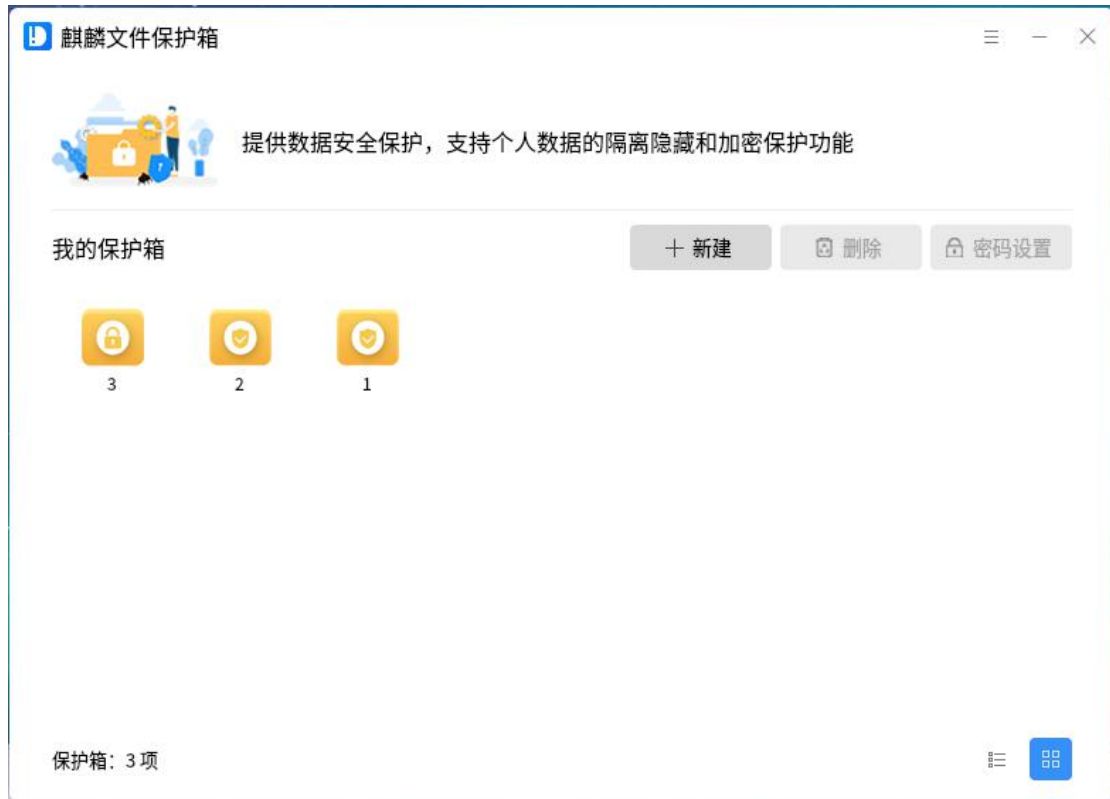 麒麟文件保护箱
提供数据安全保护，支持个人数据的隔离隐藏和加密保护功能
我的保护箱
新建
删除
密码设置
3
2
1
保护箱：3 项